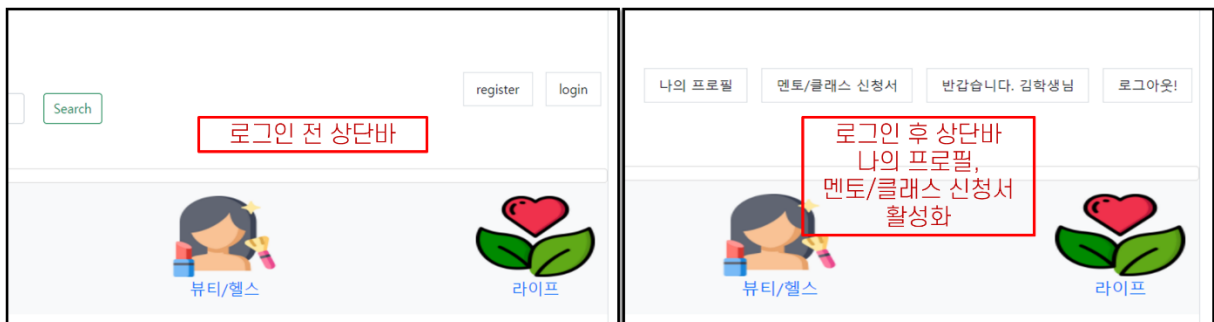 register
login
Search
로그인 전 상단바
뷰티/헬스
라이프
나의 프로필
멘토/클래스 신청서
반갑습니다. 김학생님
로그아웃!
로그인 후 상단바
나의 프로필,
멘토/클래스 신청서
활성화
뷰티/헬스
라이프